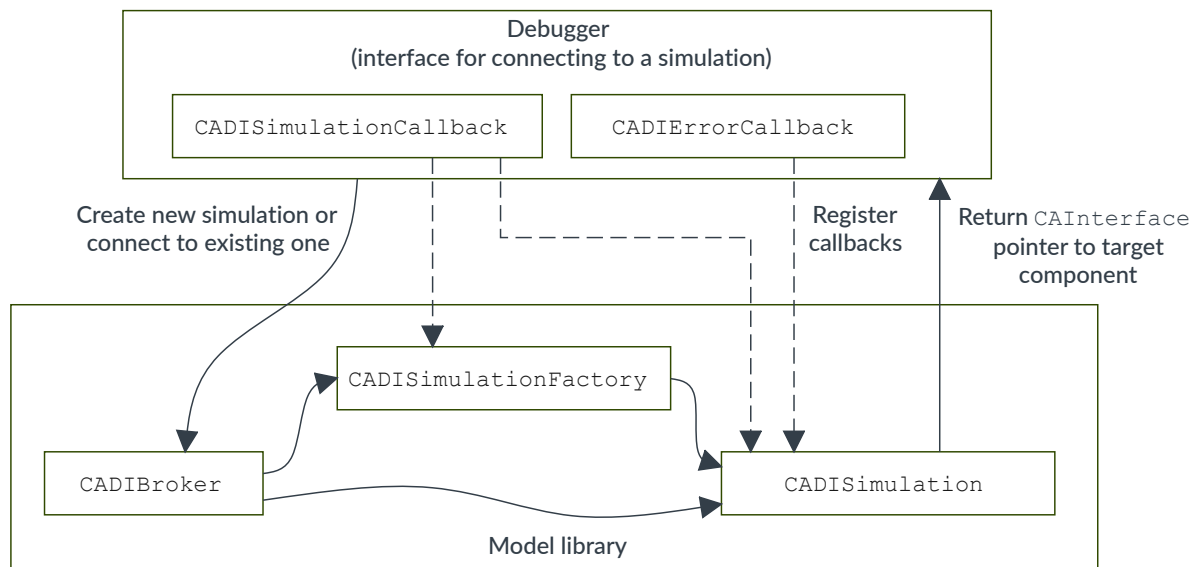 Debugger
(interface for connecting to a simulation)
CADISimulationCallback
CADIErrorCallback
Create new simulation or
connect to existing one
Register
callbacks
Return CAInterface
pointer to target
component
CADISimulationFactory
CADIBroker
CADISimulation
Model library